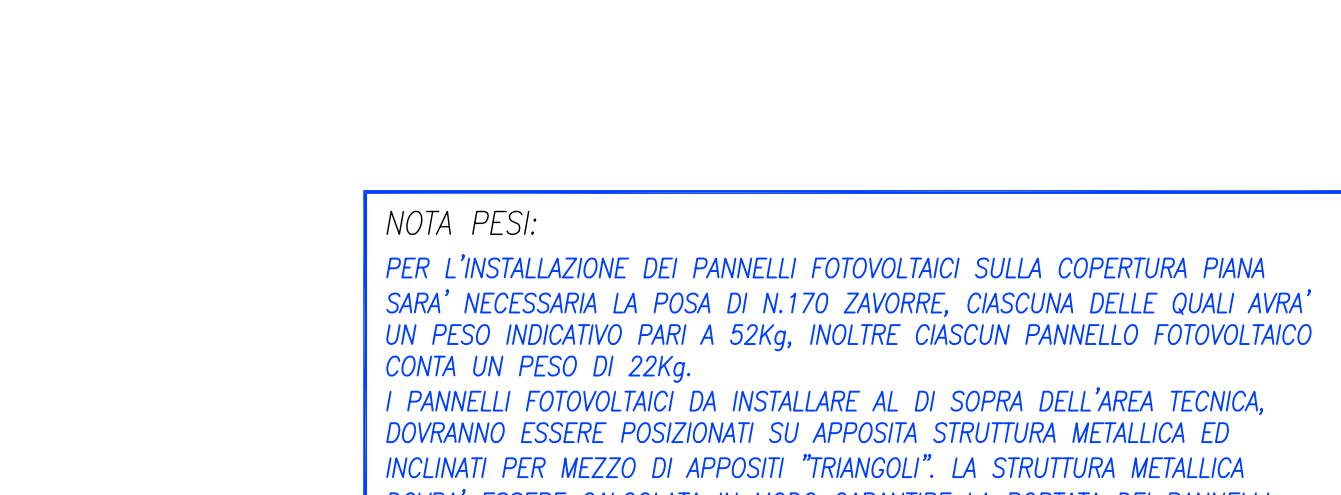 NOTA PESI:
PER L'INSTALLAZIONE DEI PANNELLI FOTOVOLTAICI SULLA COPERTURA PIANA
SARA' NECESSARIA LA POSA DI N.170 ZAVORRE, CIASCUNA DELLE QUALI AVRA'
UN PESO INDICATIVO PARI A 52Kg, INOLTRE CIASCUN PANNELLO FOTOVOLTAICO
CONTA UN PESO DI 22Kg.
I PANNELLI FOTOVOLTAICI DA INSTALLARE AL DI SOPRA DELL'AREA TECNICA,
DOVRANNO ESSERE POSIZIONATI SU APPOSITA STRUTTURA METALLICA ED
INCLINATI PER MEZZO DI APPOSITI "TRIANGOLI". LA STRUTTURA METALLICA